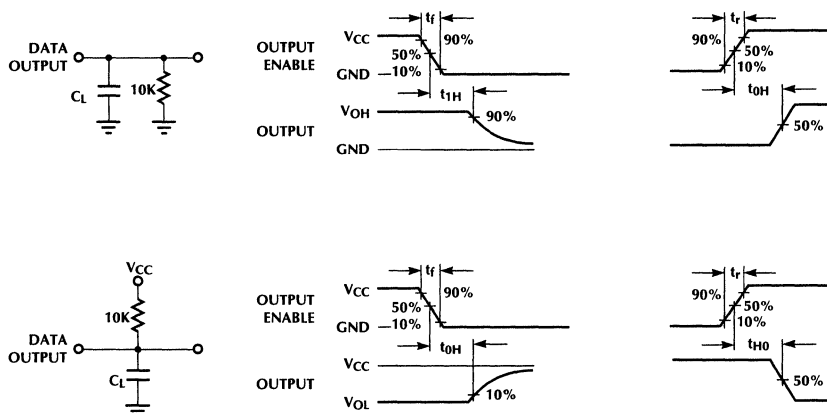 DATA
OUTPUT
CL
10K
OUTPUT
ENABLE
VCC
50%
GND
10%
tf
90%
t1H
OUTPUT
VOH
90%
GND
90%
tr
50%
10%
t0H
50%
VCC
10K
DATA
OUTPUT
CL
OUTPUT
ENABLE
VCC
50%
GND
10%
tf
90%
t0H
OUTPUT
VCC
10%
VOL
90%
tr
50%
10%
tH0
50%